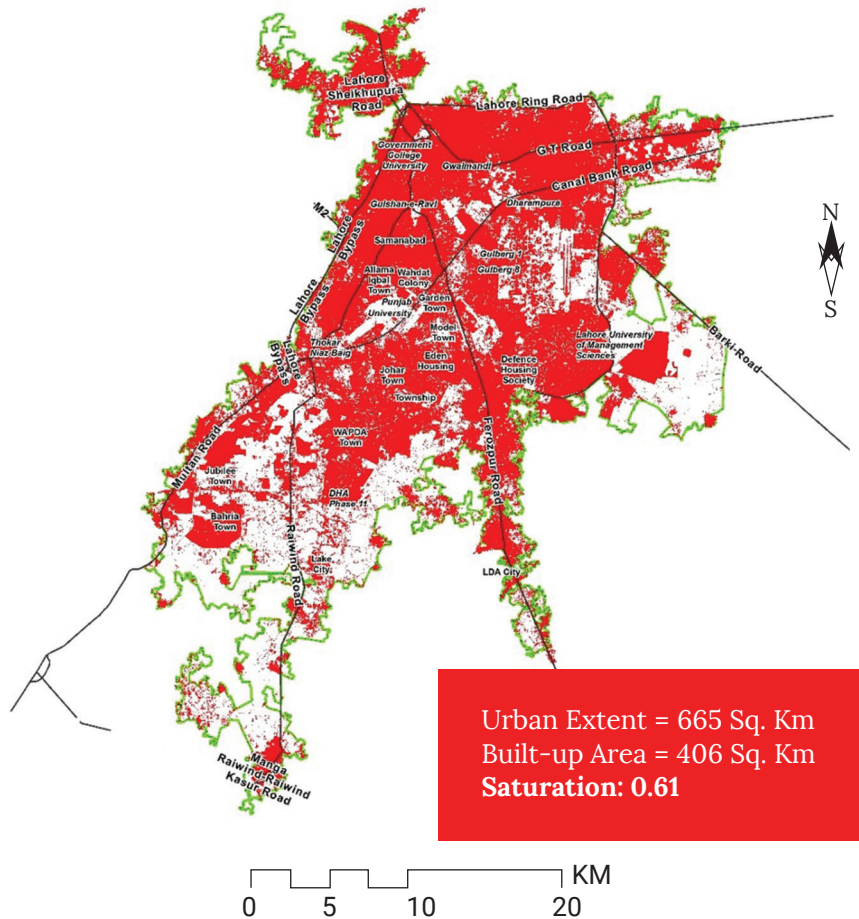 Lahore
Sheikhupura
Road
Lahore Ring Road
Government
College
University
Gwalmandi
G T Road
Canal Bank Road
N
S
Gulshan-e-Ravi
Dharampura
-M2-
Lahore
Bypass
Samanabad
Gulberg 1
Gulberg 8
Allama
Iqbal
Town
Wahdat
Colony
Lahore
Bypass
Punjab
University
Garden
Town
Model
Town
Lahore University
of Management
Sciences
Barki-Road
Thokar
Niaz-Baig
Lahore
Bypass
Eden
Housing
Defence
Housing
Society
Johar
Town
Township
Multan Road
WAPDA
Town
Ferozpur Road
Jubilee
Town
DHA
Phase 11
Bahria
Town
Raiwind Road
Lake
City
LDA City
Manga
Raiwind-Raiwind
Kasur Road
Urban Extent = 665 Sq. Km
Built-up Area = 406 Sq. Km
Saturation: 0.61
KM
0 5 10 20